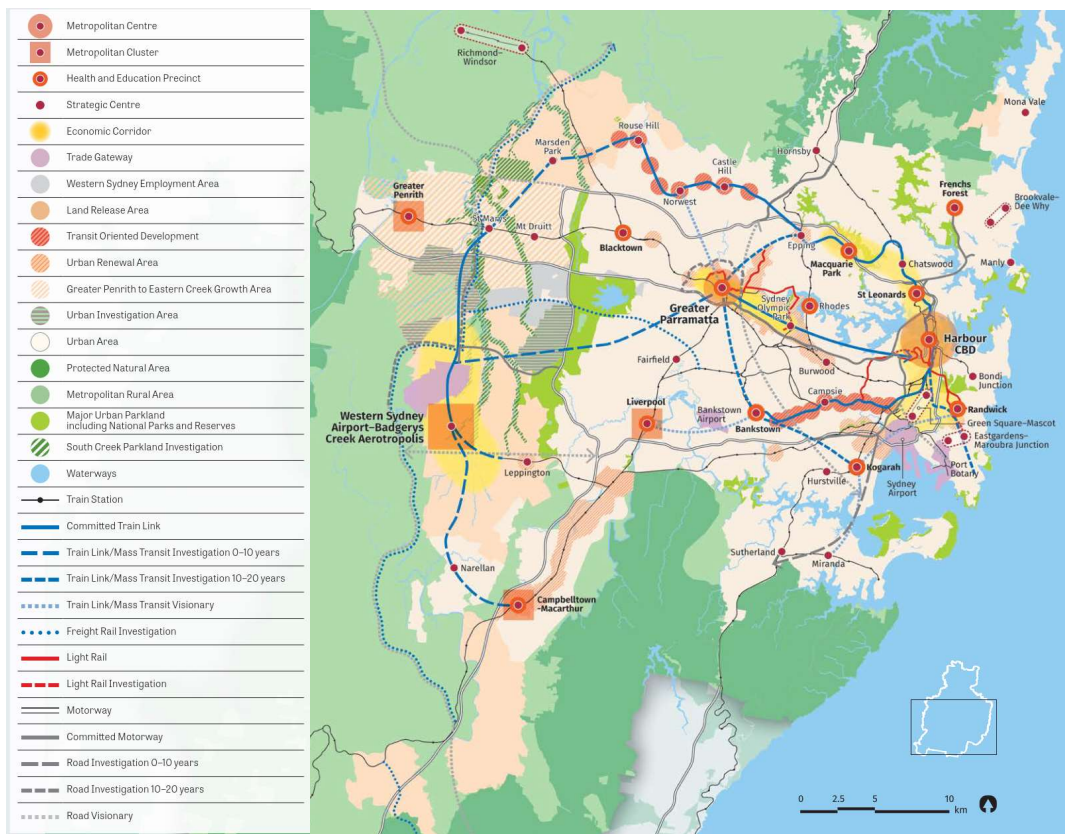 Metropolitan Centre
Metropolitan Cluster
Health and Education Precinct
Strategic Centre
Economic Corridor
Trade Gateway
Western Sydney Employment Area
Land Release Area
Transit Oriented Development
Urban Renewal Area
Greater Penrith to Eastern Creek Growth Area
Urban Investigation Area
Urban Area
Protected Natural Area
Metropolitan Rural Area
Major Urban Parkland
including National Parks and Reserves
South Creek Parkland Investigation
Waterways
Train Station
Committed Train Link
Train Link/Mass Transit Investigation 0–10 years
Train Link/Mass Transit Investigation 10–20 years
Train Link/Mass Transit Visionary
Freight Rail Investigation
Light Rail
Light Rail Investigation
Motorway
Committed Motorway
Road Investigation 0–10 years
Road Investigation 10–20 years
Road Visionary
Richmond–
Windsor
Mona Vale
Rouse Hill
Marsden
Park
Hornsby
Castle
Hill
Norwest
Greater
Penrith
Frenchs
Forest
Brookvale–
Dee Why
St Marys
Mt Druitt
Blacktown
Epping
Macquarie
Park
Chatswood
Manly
St Leonards
Greater
Parramatta
Sydney
Olympic
Park
Rhodes
Harbour
CBD
Fairfield
Burwood
Bondi
Junction
Campsie
Liverpool
Bankstown
Airport
Bankstown
Randwick
Western Sydney
Airport–Badgerys
Creek Aerotropolis
Green Square–Mascot
Eastgardens–
Maroubra Junction
Leppington
Kogarah
Hurstville
Port
Botany
Sydney
Airport
Sutherland
Miranda
Narellan
Campbelltown
-Macarthur
0 2.5 5 10
km